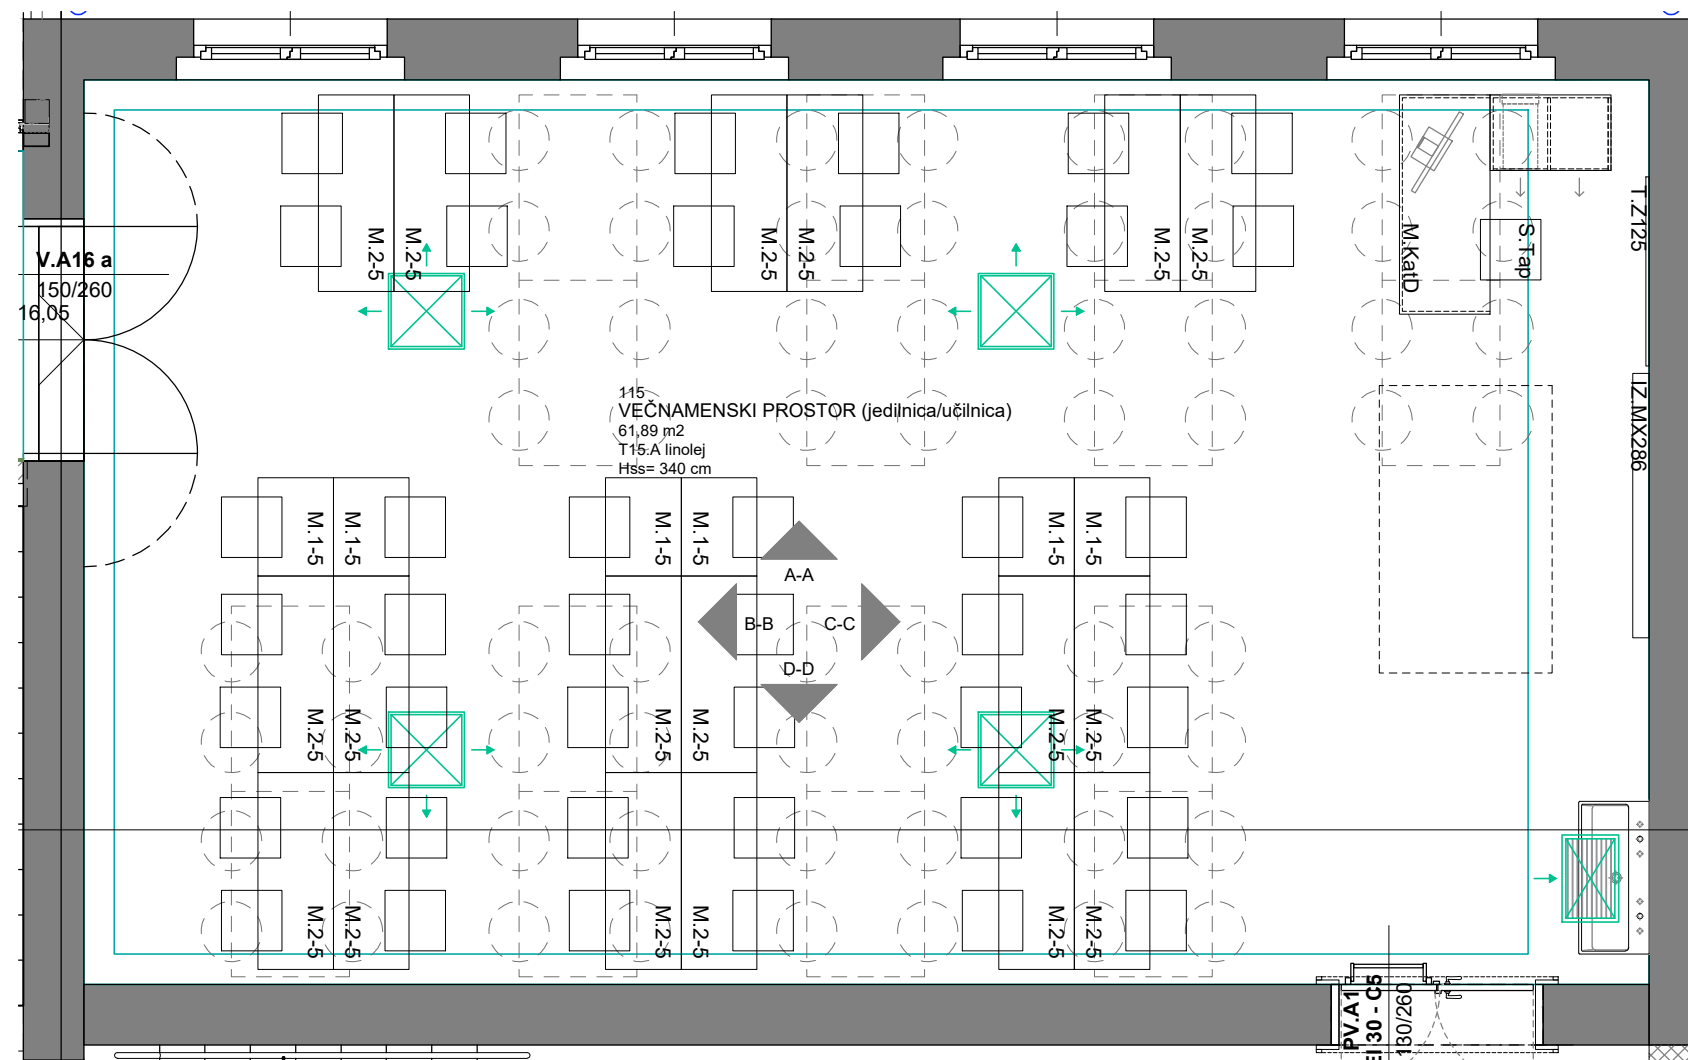 M.2-5
M.2-5
M.2-5
M.2-5
M.2-5
M.2-5
M.KatD
S.Tap
T.Z125
V.A16 a
150/260
16,05
IZ.MX286
115
VEČNAMENSKI PROSTOR (jedilnica/učilnica)
61,89 m2
T15.A linolej
Hss= 340 cm
M.1-5
M.1-5
M.1-5
M.1-5
M.1-5
M.1-5
A-A
B-B
C-C
D-D
M.2-5
M.2-5
M.2-5
M.2-5
M.2-5
M.2-5
M.2-5
M.2-5
M.2-5
M.2-5
M.2-5
M.2-5
PV.A1
EI 30 - C5
130/260